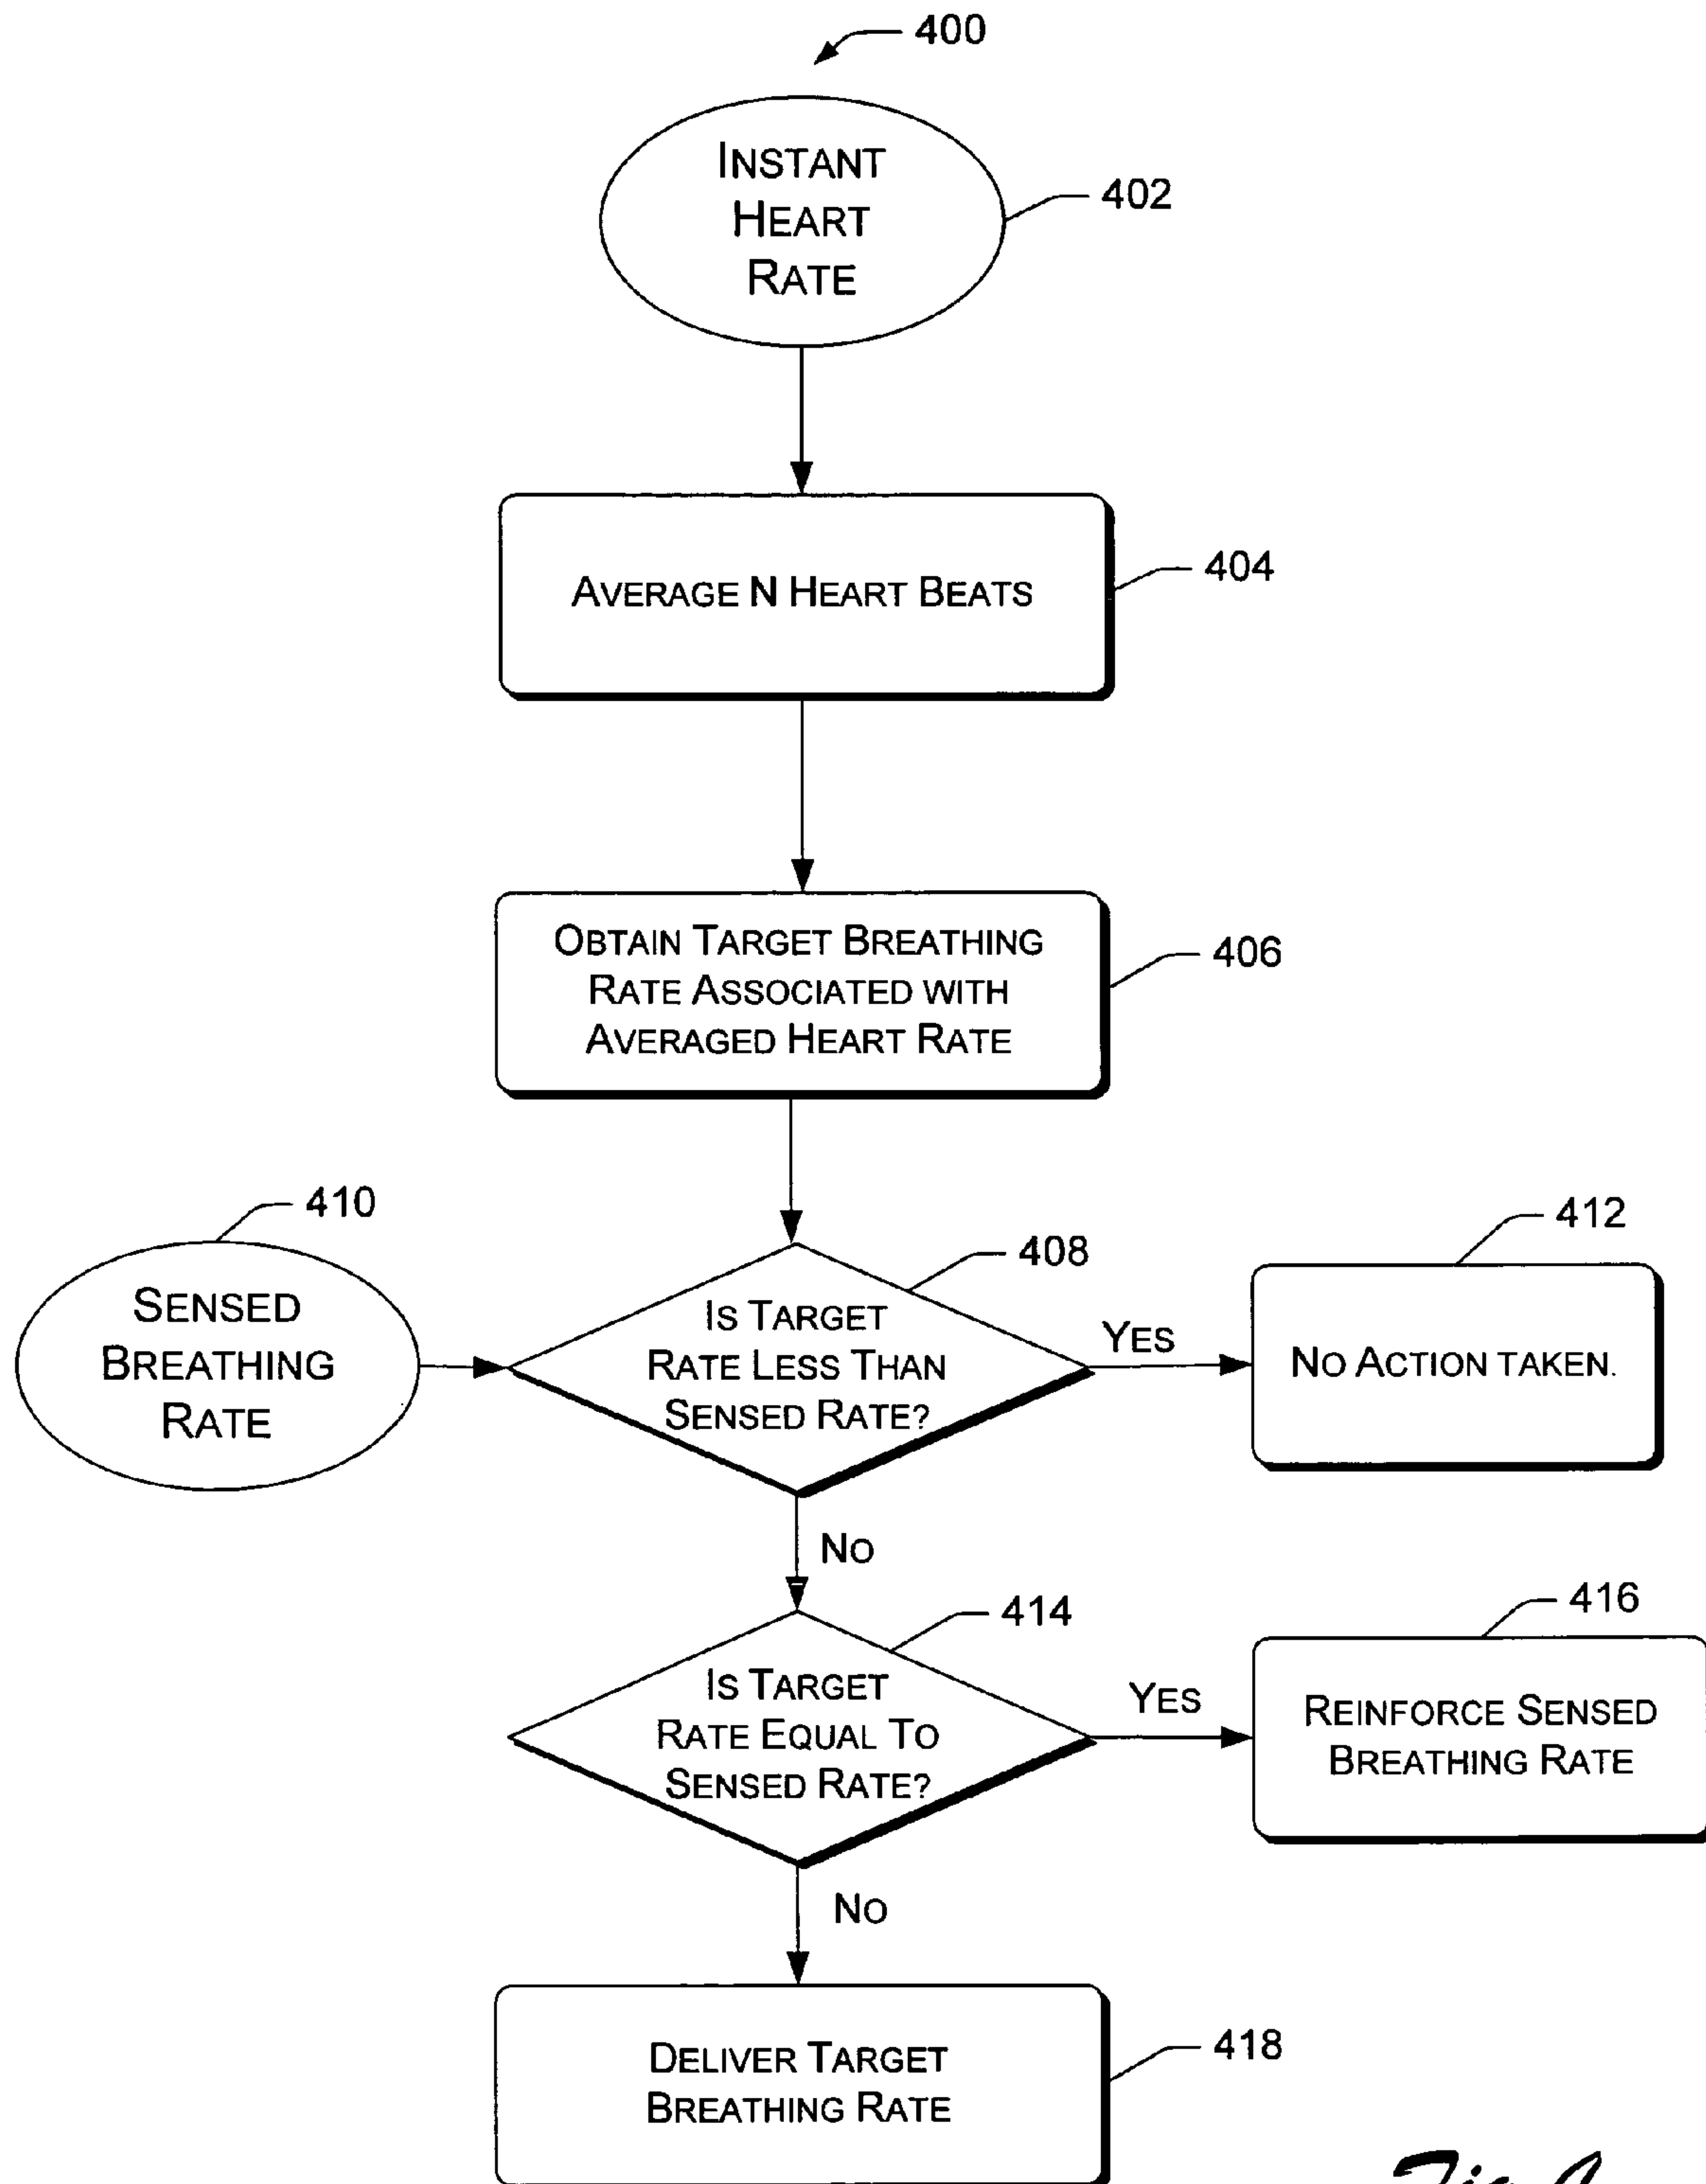 400
INSTANT
HEART
RATE
402
AVERAGE N HEART BEATS
404
OBTAIN TARGET BREATHING
RATE ASSOCIATED WITH
AVERAGED HEART RATE
406
410
SENSED
BREATHING
RATE
408
IS TARGET
RATE LESS THAN
SENSED RATE?
YES
412
NO ACTION TAKEN.
NO
414
IS TARGET
RATE EQUAL TO
SENSED RATE?
YES
416
REINFORCE SENSED
BREATHING RATE
NO
DELIVER TARGET
BREATHING RATE
418